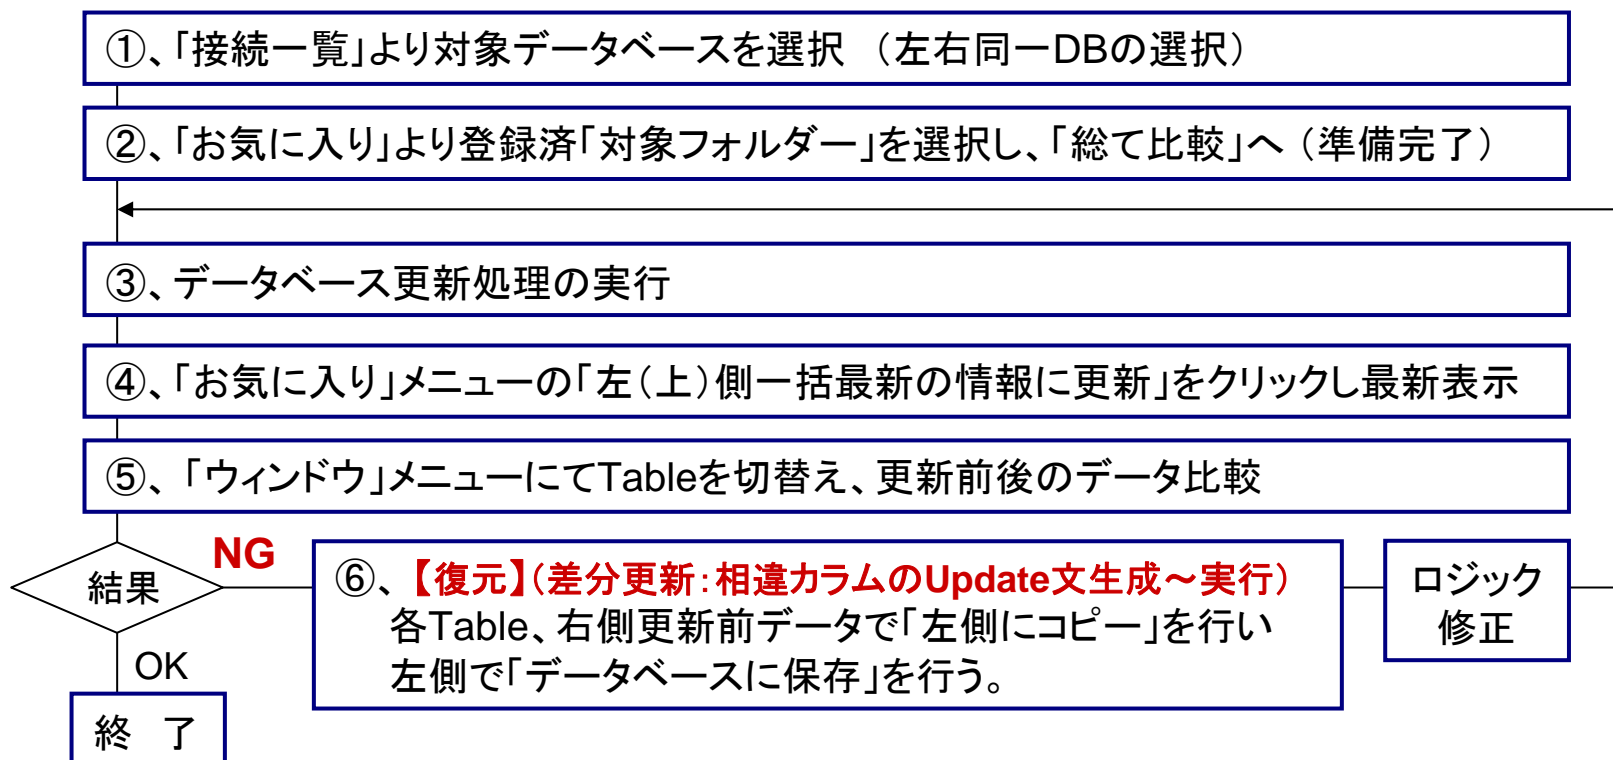 ①、「接続一覧」より対象データベースを選択 （左右同一DBの選択）
②、「お気に入り」より登録済「対象フォルダー」を選択し、「総て比較」へ （準備完了）
③、データベース更新処理の実行
④、「お気に入り」メニューの「左（上）側一括最新の情報に更新」をクリックし最新表示
⑤、「ウィンドウ」メニューにてTableを切替え、更新前後のデータ比較
結果
NG
⑥、【復元】（差分更新：相違カラムのUpdate文生成～実行）
各Table、右側更新前データで「左側にコピー」を行い
左側で「データベースに保存」を行う。
ロジック
修正
OK
終 了